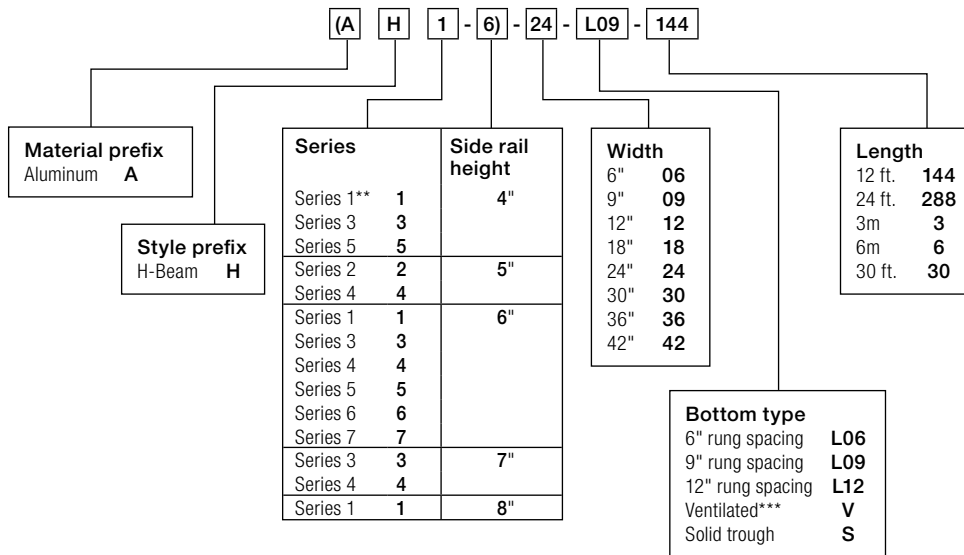 (A H 1 - 6) - 24 - L09 - 144
Material prefix
Aluminum A
Style prefix
H-Beam H
Series Side rail height
Series 1** 1 4"
Series 3 3
Series 5 5
Series 2 2 5"
Series 4 4
Series 1 1 6"
Series 3 3
Series 4 4
Series 5 5
Series 6 6
Series 7 7
Series 3 3 7"
Series 4 4
Series 1 1 8"
Width
6" 06
9" 09
12" 12
18" 18
24" 24
30" 30
36" 36
42" 42
Bottom type
6" rung spacing L06
9" rung spacing L09
12" rung spacing L12
Ventilated*** V
Solid trough S
Length
12 ft. 144
24 ft. 288
3m 3
6m 6
30 ft. 30